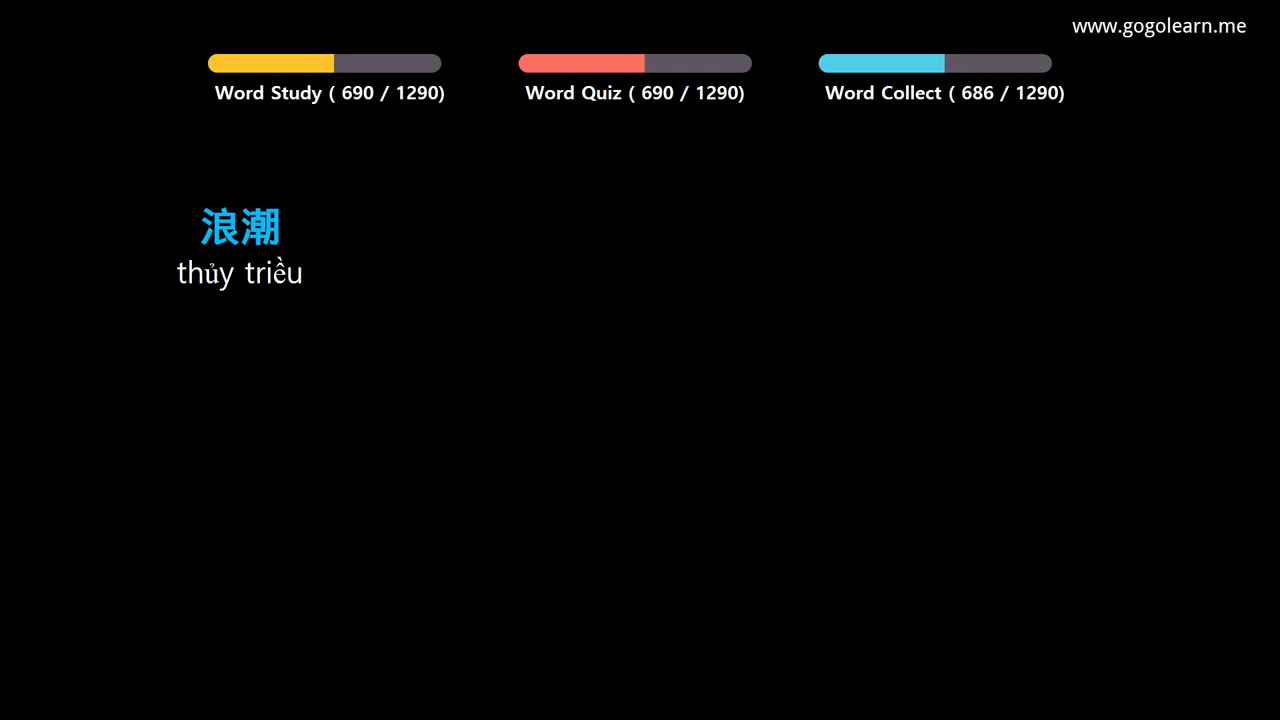 www.gogolearn.me
Word Study ( 690 / 1290)
Word Quiz ( 690 / 1290)
Word Collect ( 686 / 1290)
浪潮
thủy triều